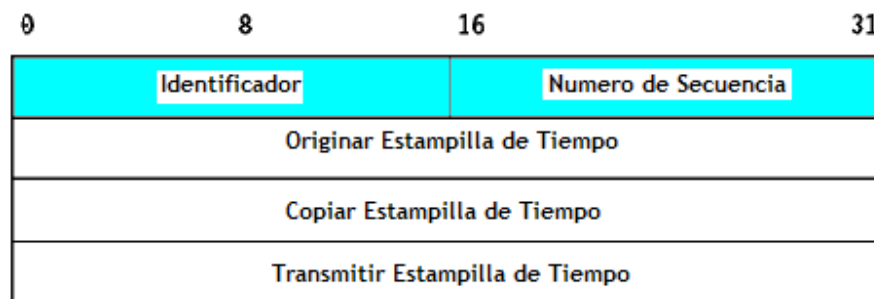 0 8 16 31
Identificador Numero de Secuencia
Originar Estampilla de Tiempo
Copiar Estampilla de Tiempo
Transmitir Estampilla de Tiempo